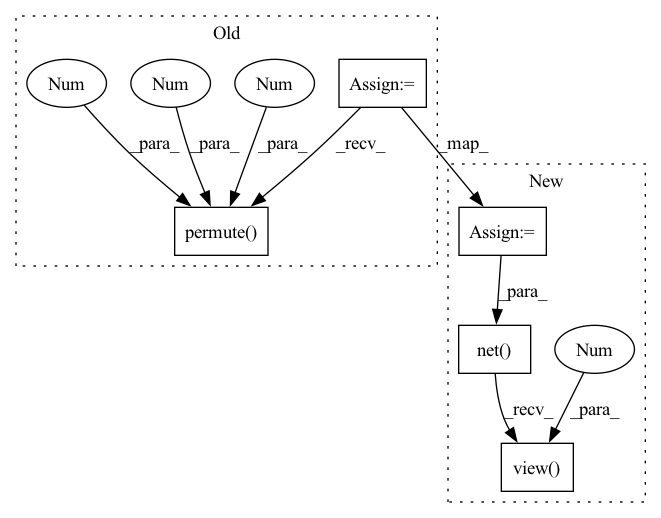 Old
Num
Num
Num
Assign:=
_para_
_para_
_para_
_recv_
_map_
permute()
New
Assign:=
_para_
net()
Num
_recv_
_para_
view()